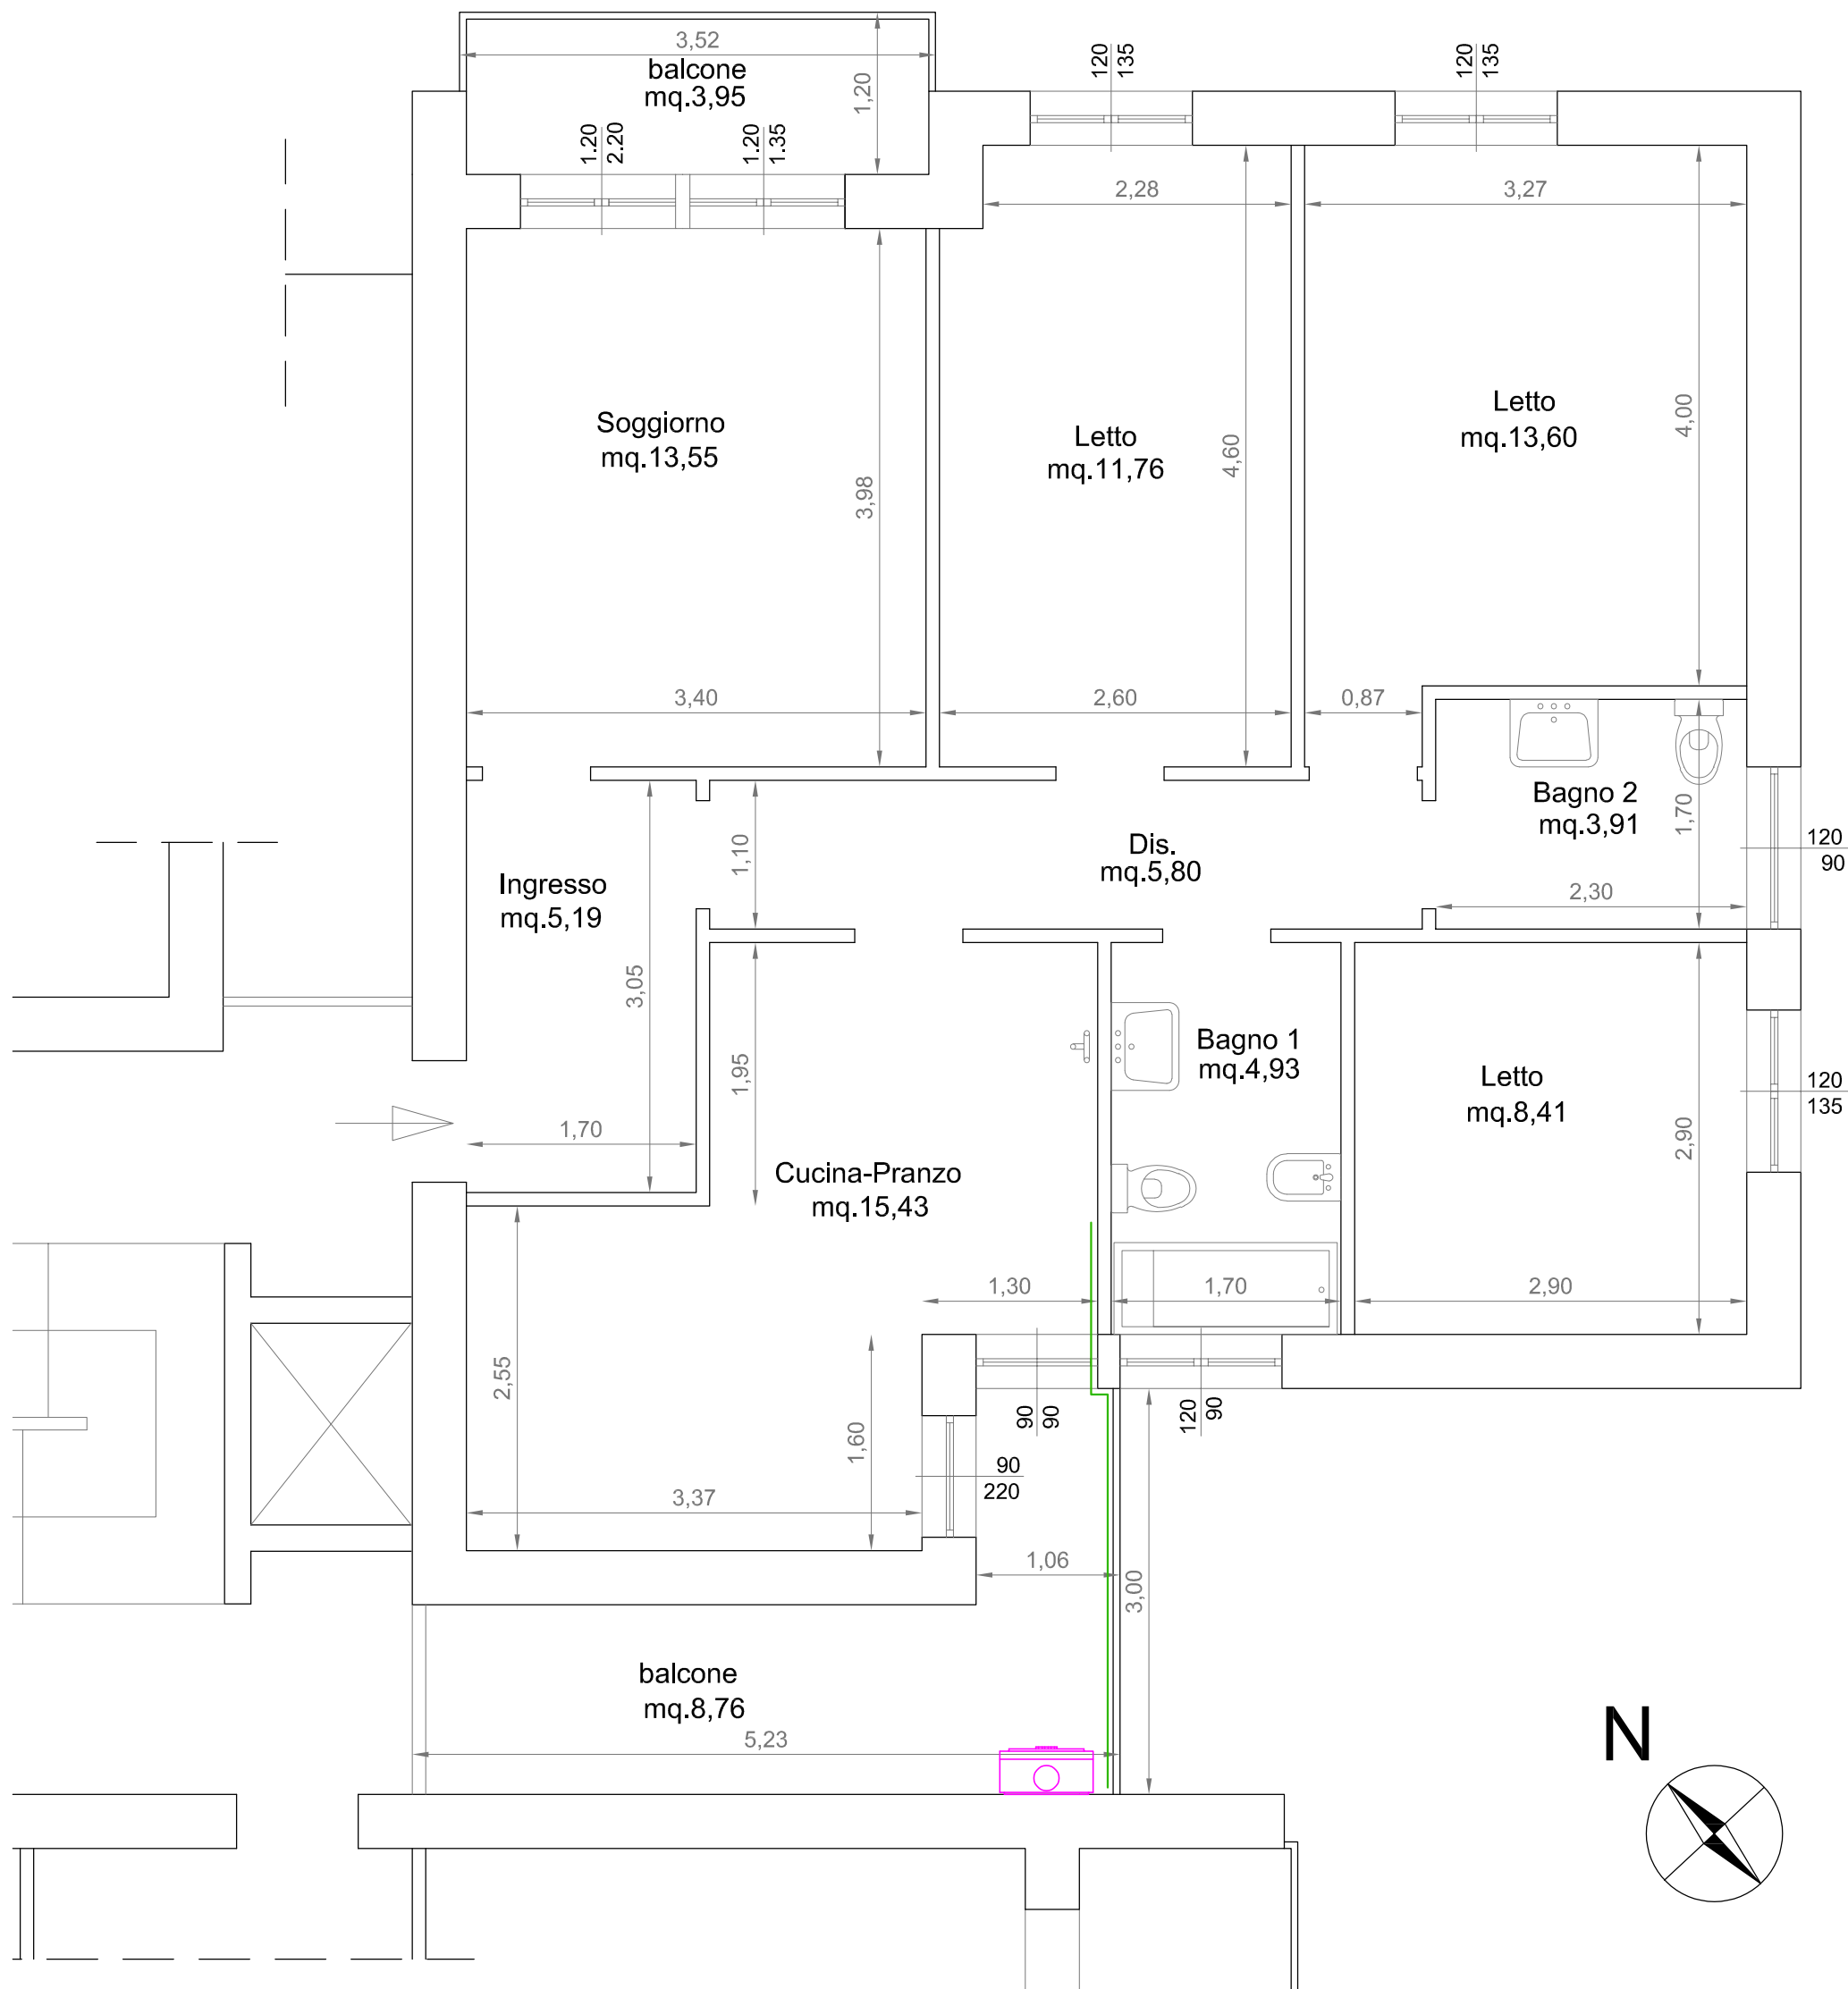 3,52
balcone
mq.3,95
1,20
120
135
120
135
1.20
2.20
1.20
1.35
2,28
3,27
Soggiorno
mq.13,55
3,98
Letto
mq.11,76
4,60
Letto
mq.13,60
4,00
3,40
2,60
0,87
Bagno 2
mq.3,91
1,70
120
90
2,30
Dis.
mq.5,80
1,10
Ingresso
mq.5,19
3,05
1,95
Bagno 1
mq.4,93
Letto
mq.8,41
120
135
2,90
1,70
Cucina-Pranzo
mq.15,43
1,30
1,70
2,90
2,55
1,60
90
90
120
90
90
220
3,37
1,06
3,00
balcone
mq.8,76
5,23
N